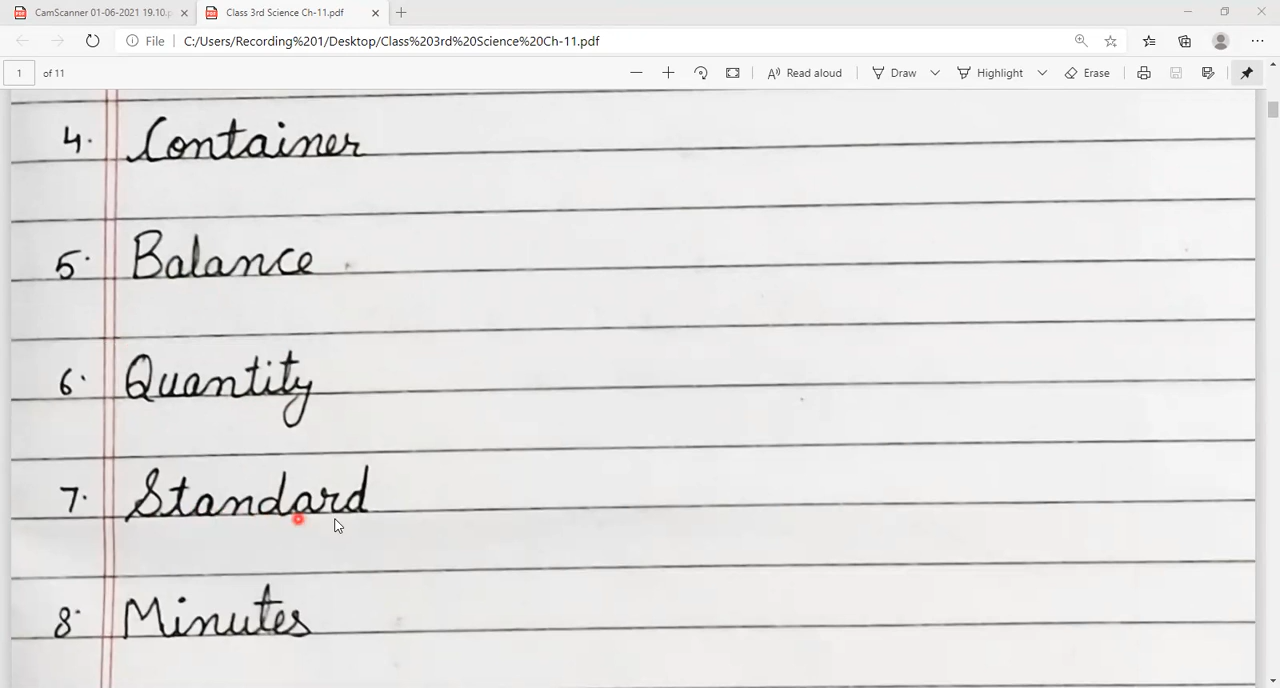 CamScanner 01-06-2021 19.10.p
Class 3rd Science Ch-11.pdf
File
C:/Users/Recording%201/Desktop/Class%203rd%20Science%20Ch-11.pdf
1 of 11
Read aloud
Draw
Highlight
Erase
4. Container
5. Balance
6. Quantity
7. Standard
8. Minutes